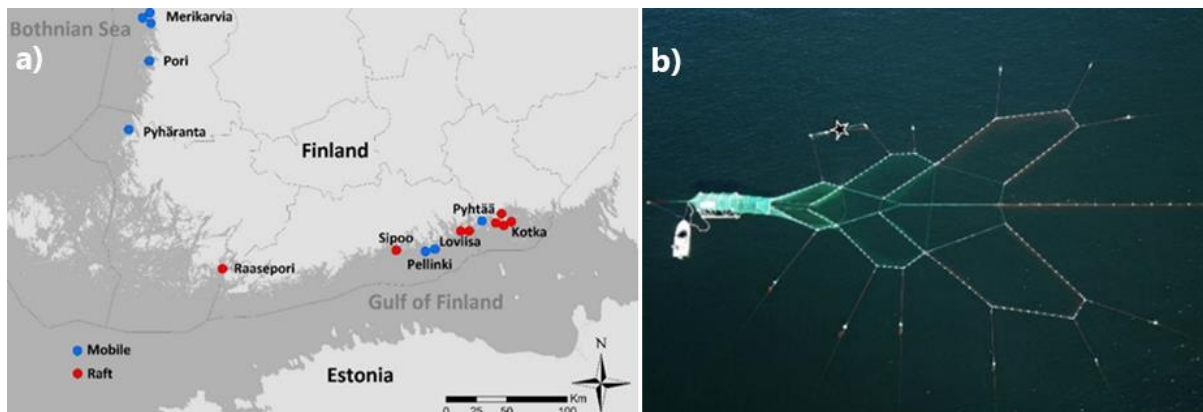 Bothnian Sea
Merikarvia
a)
Pori
Pyhäranta
Finland
Pyhtää
Kotka
Sipoo
Loviisa
Pellinki
Raasepori
Gulf of Finland
Mobile
Raft
Estonia
N
0 25 50 100
Km
b)